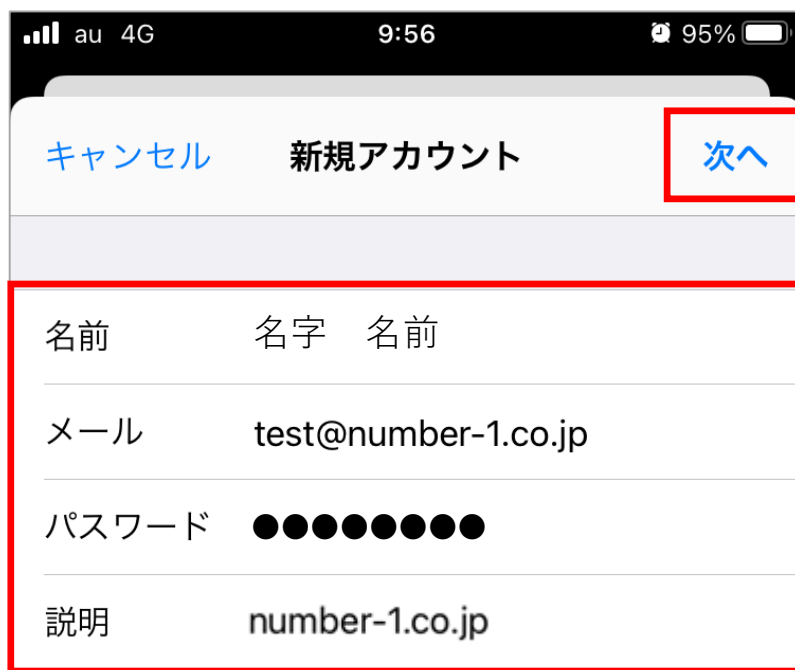 au 4G 9:56 95%
キャンセル 新規アカウント 次へ
名前 名字 名前
メール test@number-1.co.jp
パスワード ●●●●●●●●
説明 number-1.co.jp